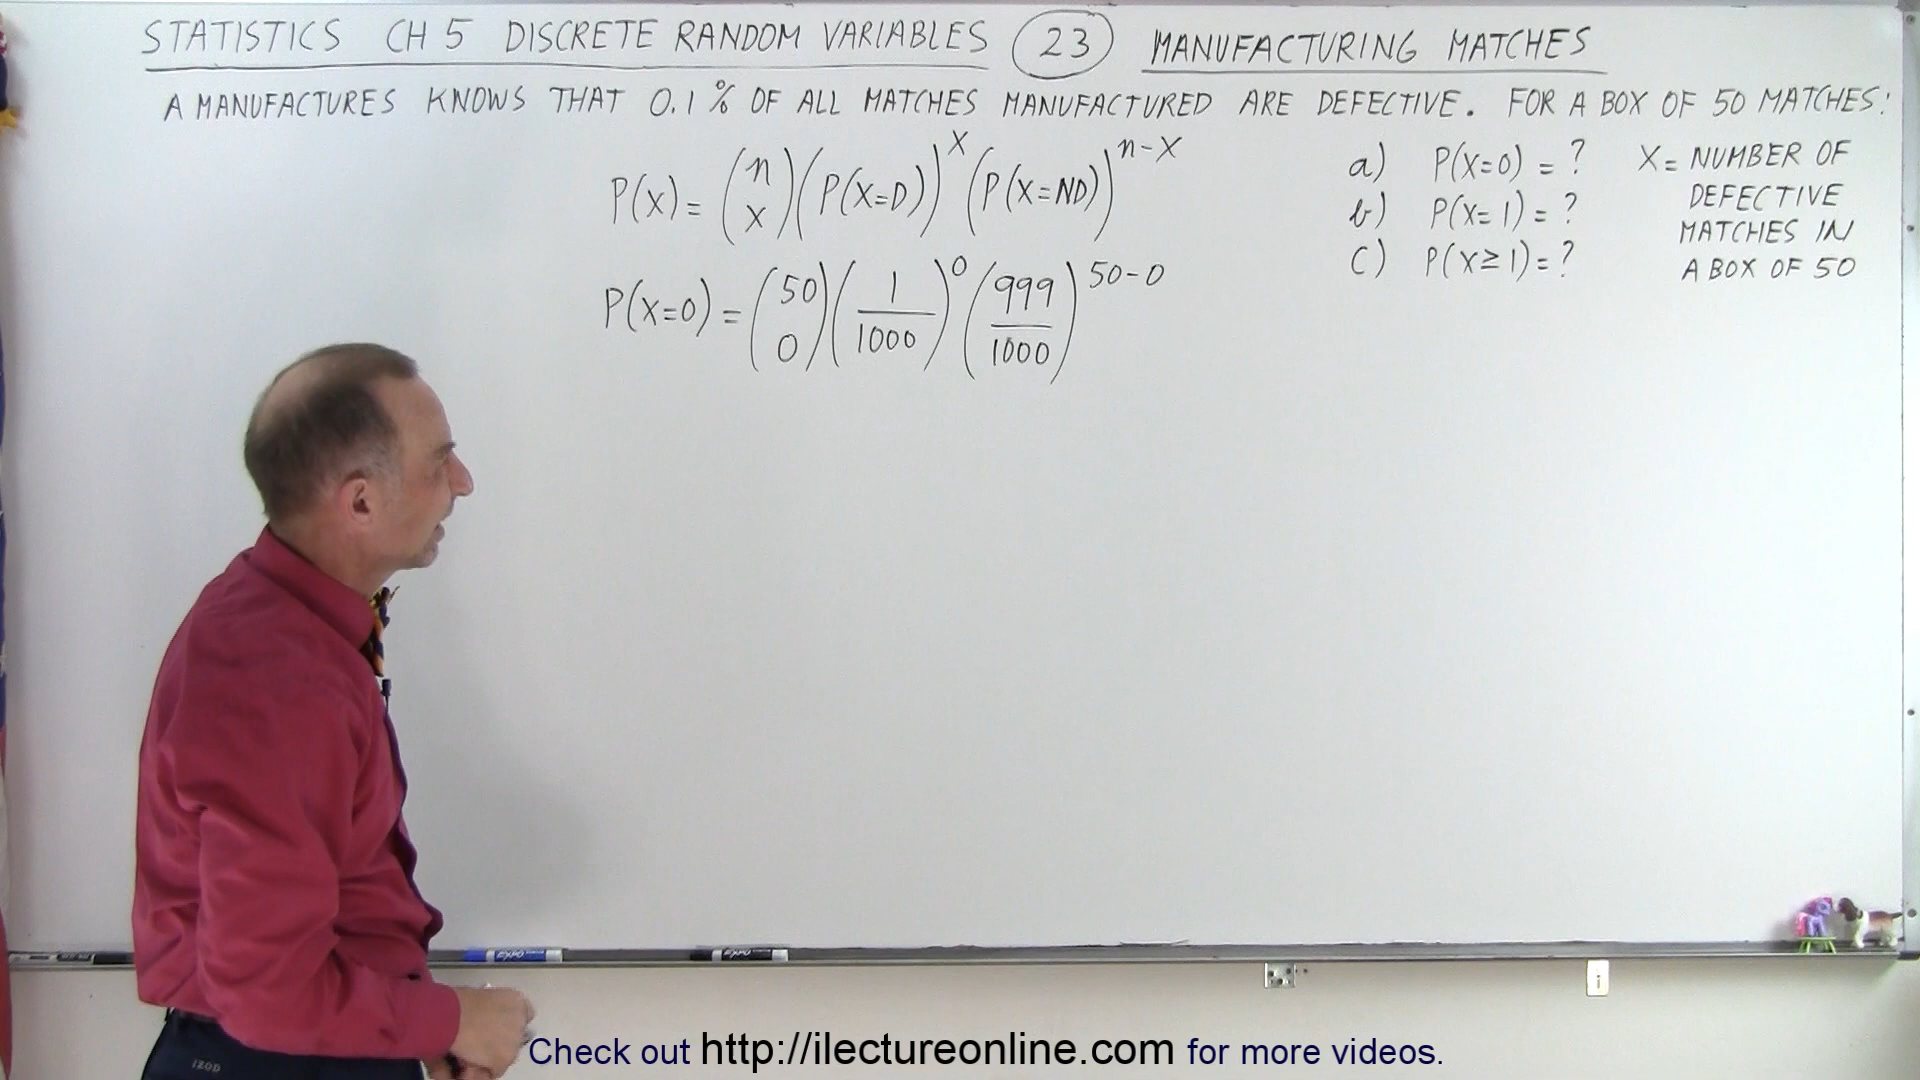 STATISTICS CH 5 DISCRETE RANDOM VARIABLES 23 MANUFACTURING MATCHES
A MANUFACTURES KNOWS THAT 0.1% OF ALL MATCHES MANUFACTURED ARE DEFECTIVE. FOR A BOX OF 50 MATCHES:
P(x) = (n x)(P(X=D))^x (P(X=ND))^n-x
P(X=0) = (50 0)(1/1000)^0 (999/1000)^50-0
a) P(X=0) = ?
b) P(X=1) = ?
c) P(X≥1) = ?
X = NUMBER OF
DEFECTIVE
MATCHES IN
A BOX OF 50
IZOD
Check out http://ilectureonline.com for more videos.